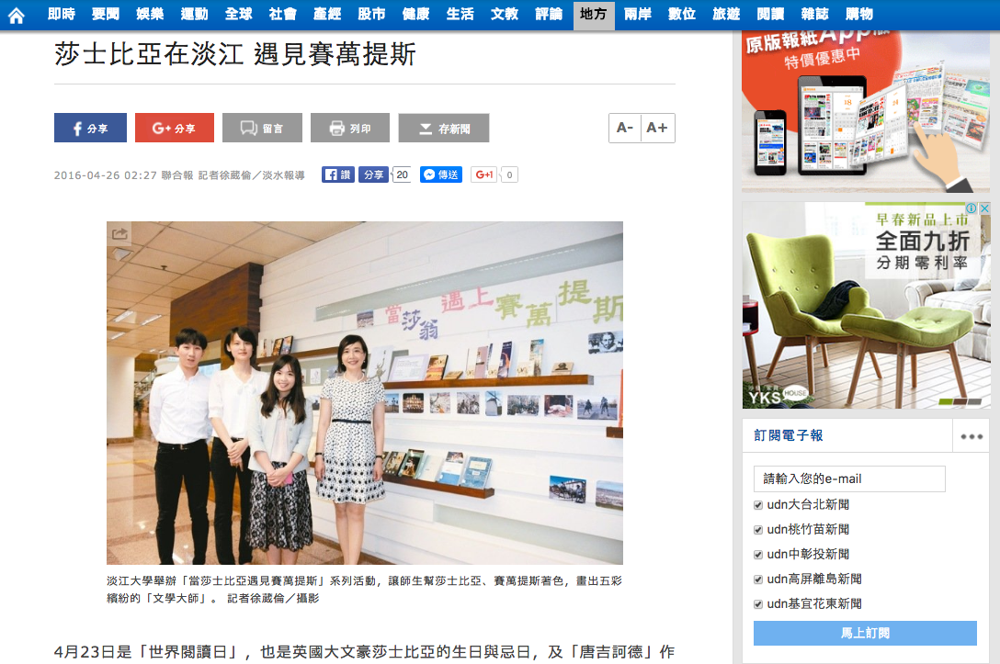 即時 要聞 娛樂 運動 全球 社會 產經 股市 健康 生活 文教 評論 地方 兩岸 數位 旅遊 閱讀 雜誌 購物
莎士比亞在淡江 遇見賽萬提斯
f 分享 G+ 分享 留言 列印 存新聞 A- A+
2016-04-26 02:27 聯合報 記者徐葳倫╱淡水報導 讚 分享 20 傳送 G+1 0
當莎翁遇上賽萬提斯
淡江大學舉辦「當莎士比亞遇見賽萬提斯」系列活動，讓師生幫莎士比亞、賽萬提斯著色，畫出五彩
繽紛的「文學大師」。 記者徐葳倫／攝影
4月23日是「世界閱讀日」，也是英國大文豪莎士比亞的生日與忌日，及「唐吉訶德」作
原版報紙App版
特價優惠中
早春新品上市
全面九折
分期零利率
YKS HOUSE
訂閱電子報
請輸入您的e-mail
udn大台北新聞
udn桃竹苗新聞
udn中彰投新聞
udn高屏離島新聞
udn基宜花東新聞
馬上訂閱